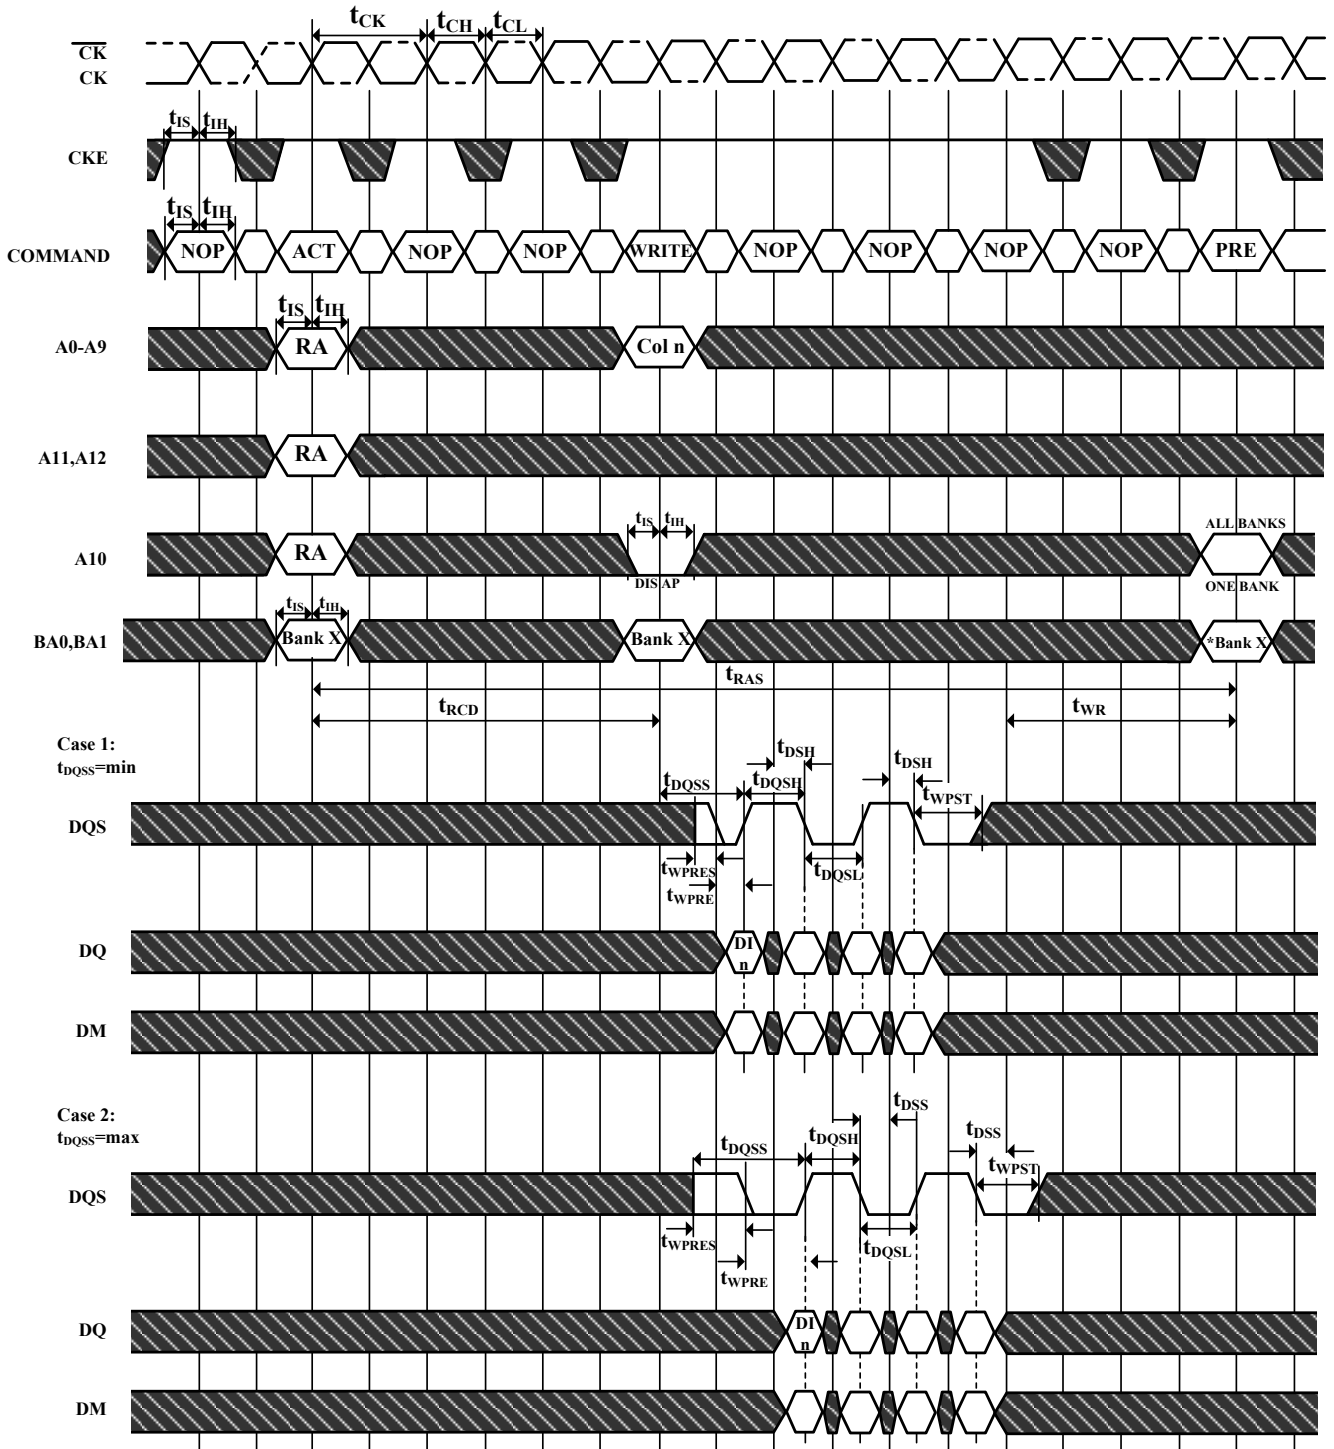 tCK tCH tCL
CK
CK
tIS tIH
CKE
tIS tIH
COMMAND NOP ACT NOP NOP WRITE NOP NOP NOP NOP PRE
tIS tIH
A0-A9 RA Col n
A11,A12 RA
tIS tIH ALL BANKS
A10 RA
DIS AP ONE BANK
tIS tIH
BA0,BA1 Bank X Bank X *Bank X
tRAS
tRCD tWR
Case 1:
tDQSS=min
tDSH tDSH
tDQSS tDQSH
tWPST
DQS
tWPRES tDQSL
tWPRE
DQ DI
n
DM
Case 2:
tDQSS=max
tDSS
tDQSS tDQSH tDSS
tWPST
DQS
tWPRES tDQSL
tWPRE
DQ DI
n
DM